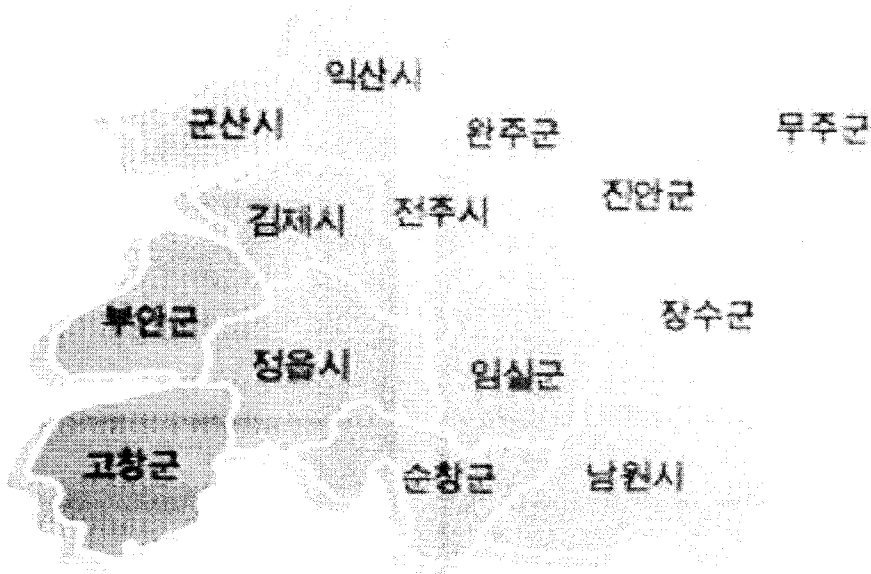 익산시
군산시
완주군
무주군
김제시
전주시
진안군
부안군
장수군
정읍시
임실군
고창군
순창군
남원시